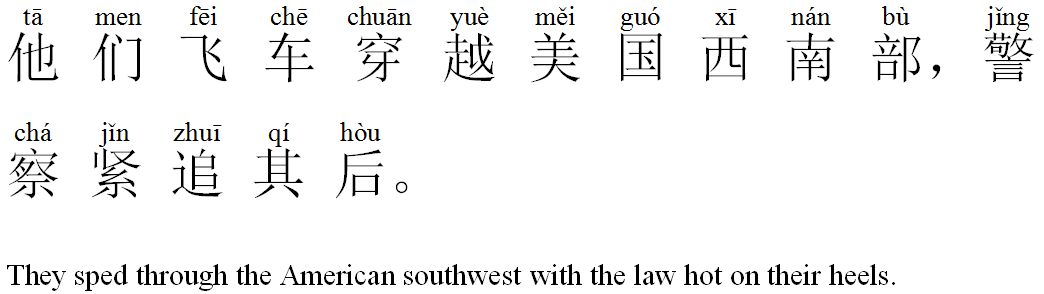 tā men fēi chē chuān yuè měi guó xī nán bù jǐng
他们飞车穿越美国西南部，警
chá jǐn zhuī qí hòu
察紧追其后。
They sped through the American southwest with the law hot on their heels.